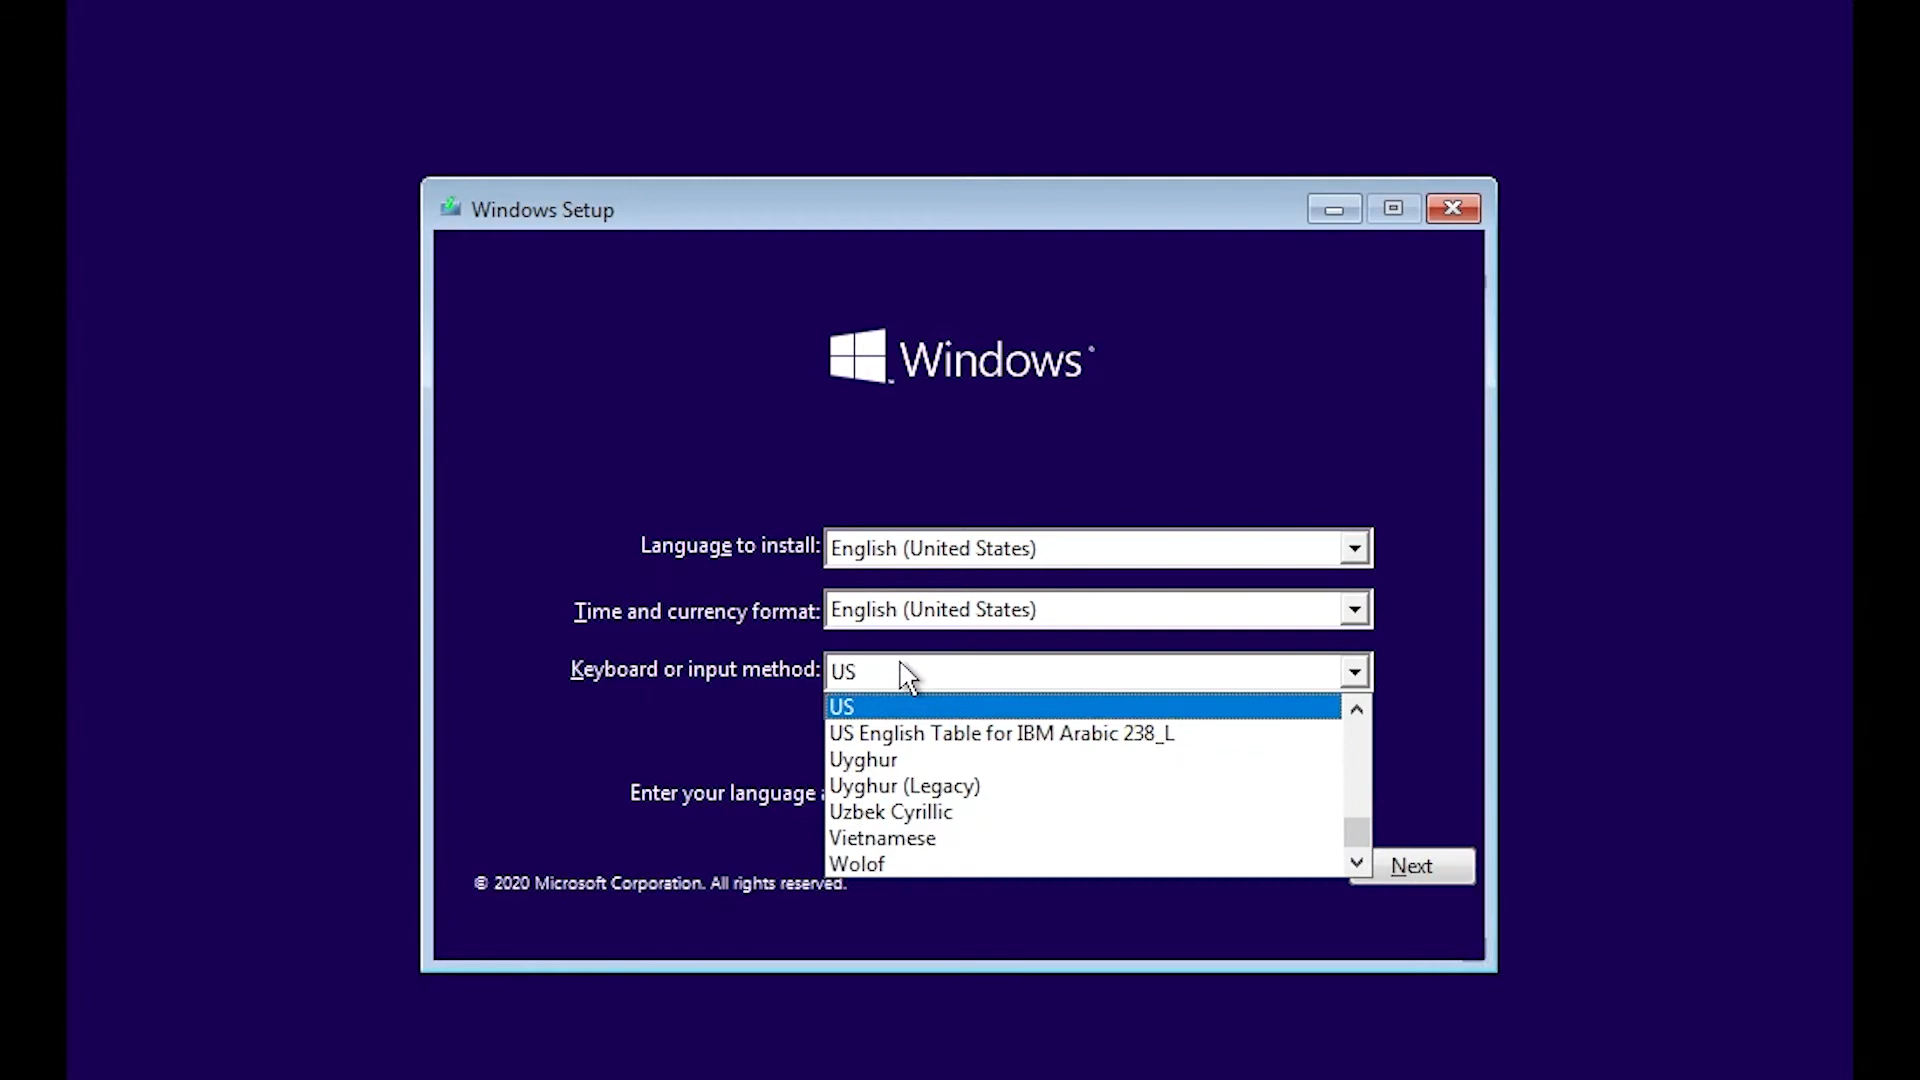 Windows Setup
Windows
Language to install: English (United States)
Time and currency format: English (United States)
Keyboard or input method: US
US
US English Table for IBM Arabic 238_L
Uyghur
Enter your language
Uyghur (Legacy)
Uzbek Cyrillic
Vietnamese
Wolof
Next
© 2020 Microsoft Corporation. All rights reserved.